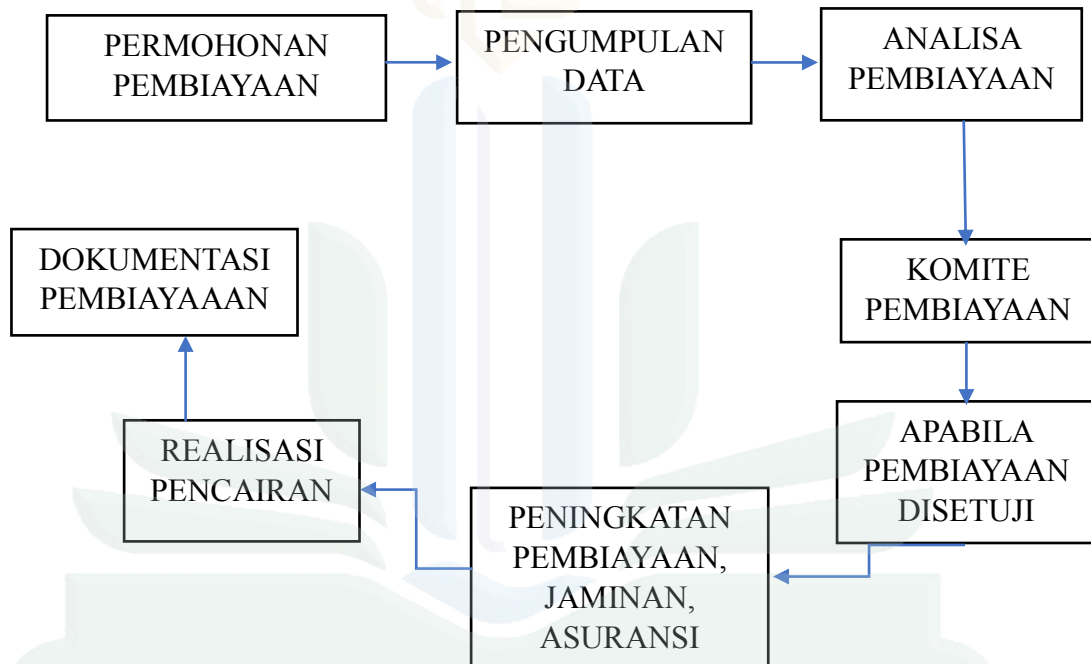 PERMOHONAN
PEMBIAYAAN
PENGUMPULAN
DATA
ANALISA
PEMBIAYAAN
KOMITE
PEMBIAYAAN
APABILA
PEMBIAYAAN
DISETUJI
PENINGKATAN
PEMBIAYAAN,
JAMINAN,
ASURANSI
REALISASI
PENCAIRAN
DOKUMENTASI
PEMBIAYAAAN